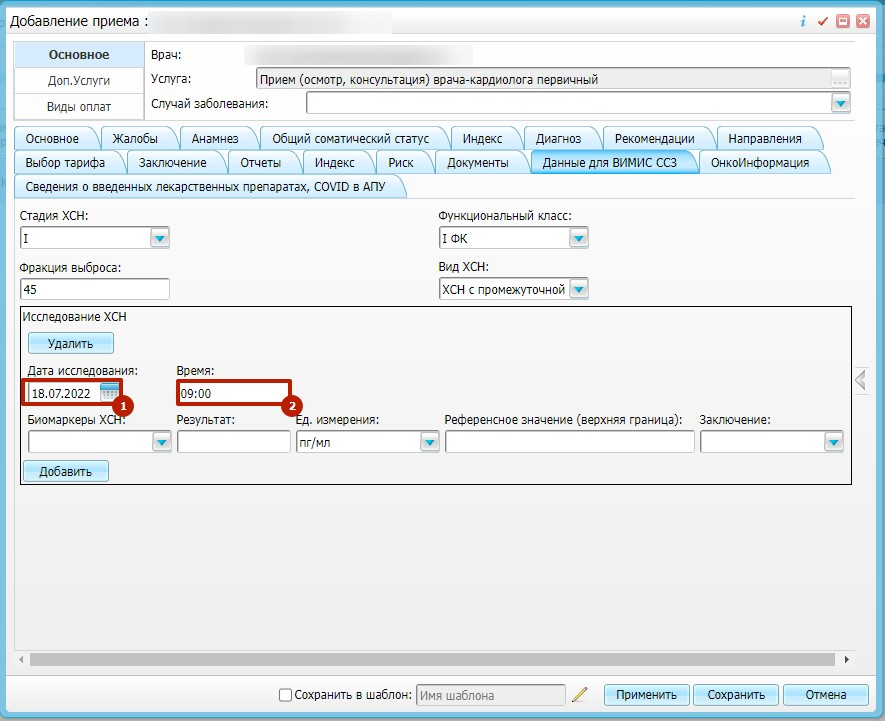 Добавление приема :
Основное
Доп.Услуги
Виды оплат
Врач:
Услуга: Прием (осмотр, консультация) врача-кардиолога первичный ...
Случай заболевания:
Основное Жалобы Анамнез Общий соматический статус Индекс Диагноз Рекомендации Направления
Выбор тарифа Заключение Отчеты Индекс Риск Документы Данные для ВИМИС ССЗ ОнкоИнформация
Сведения о введенных лекарственных препаратах, COVID в АПУ
Стадия ХСН: Функциональный класс:
I I ФК
Фракция выброса: Вид ХСН:
45 ХСН с промежуточной
Исследование ХСН
Удалить
Дата исследования: Время:
18.07.2022 09:00
1 2
Биомаркеры ХСН: Результат: Ед. измерения: Референсное значение (верхняя граница): Заключение:
пг/мл
Добавить
Сохранить в шаблон: Имя шаблона Применить Сохранить Отмена